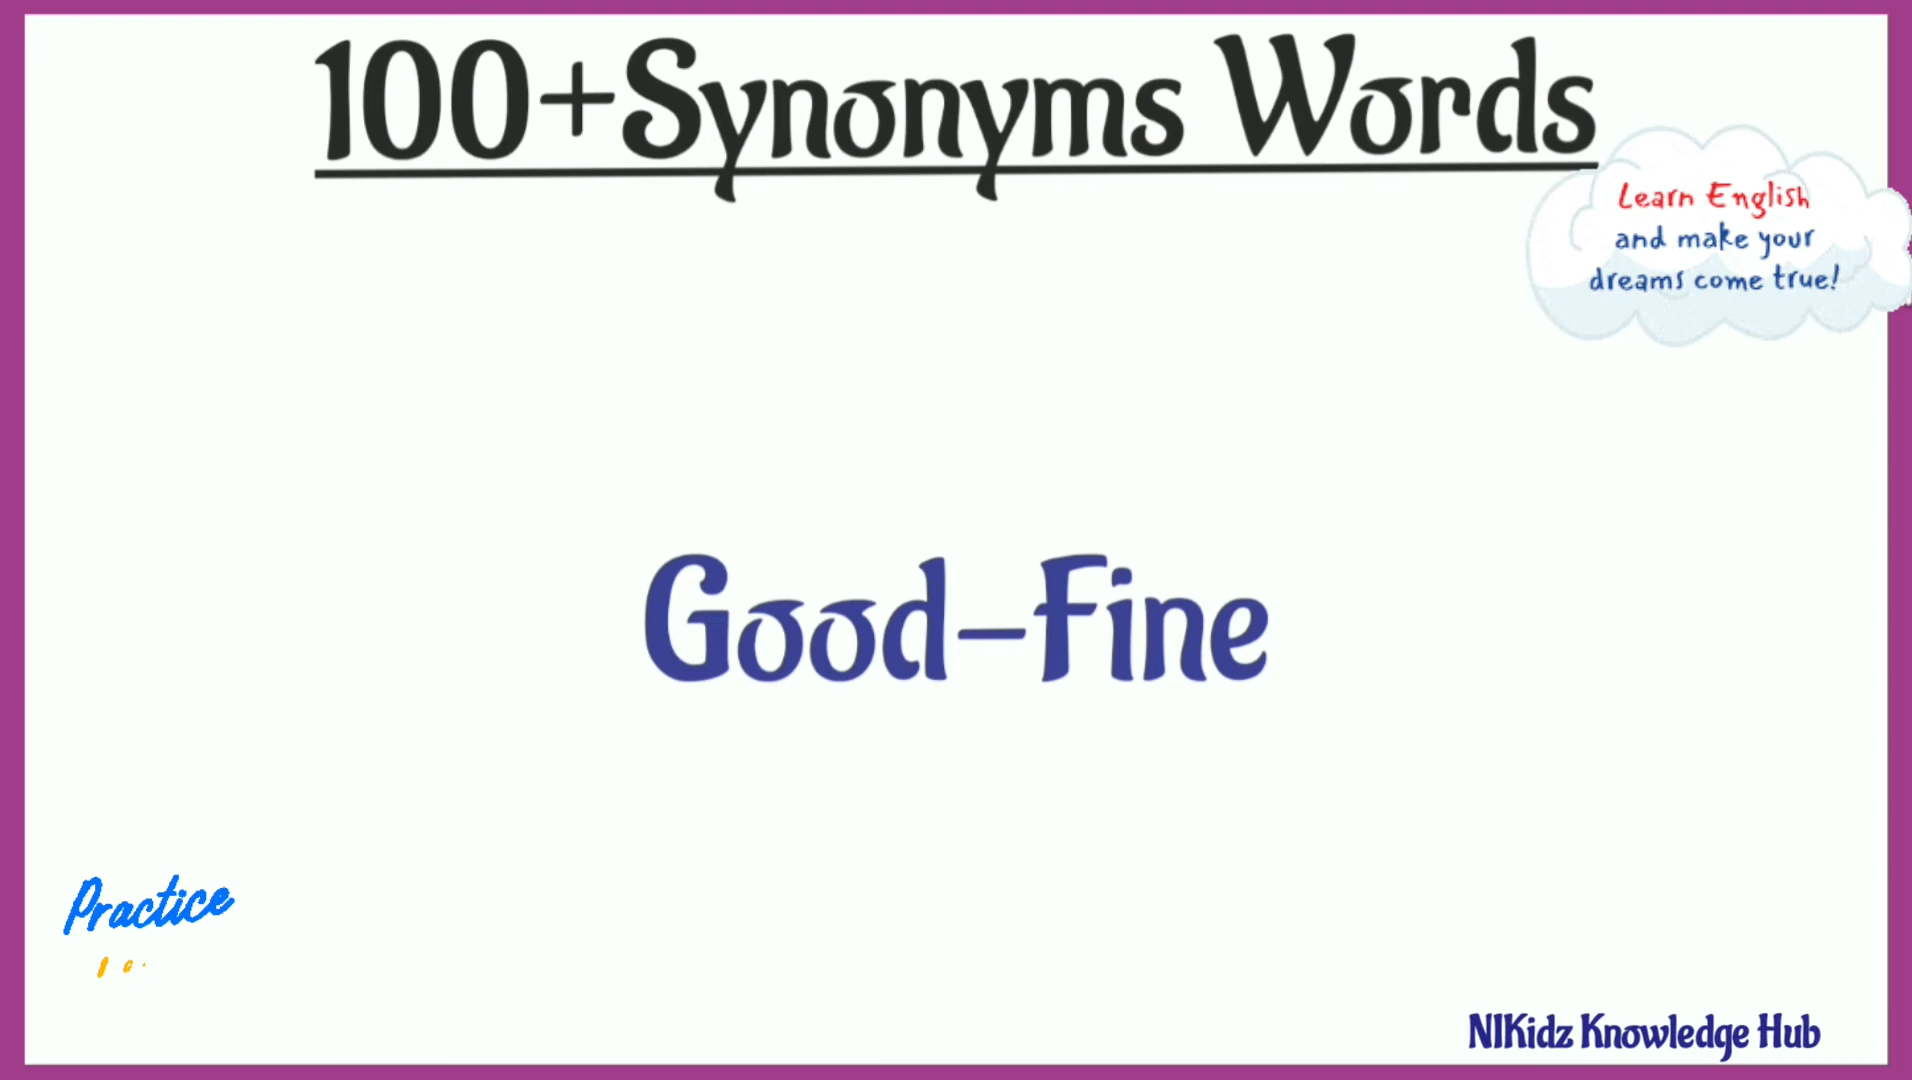 100+Synonyms Words
Learn English
and make your
dreams come true!
Good-Fine
Practice
NIKidz Knowledge Hub